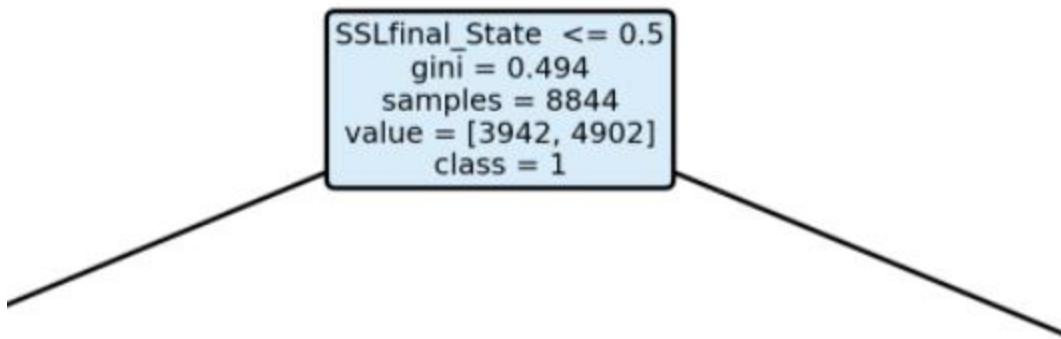 SSLfinal_State <= 0.5
gini = 0.494
samples = 8844
value = [3942, 4902]
class = 1